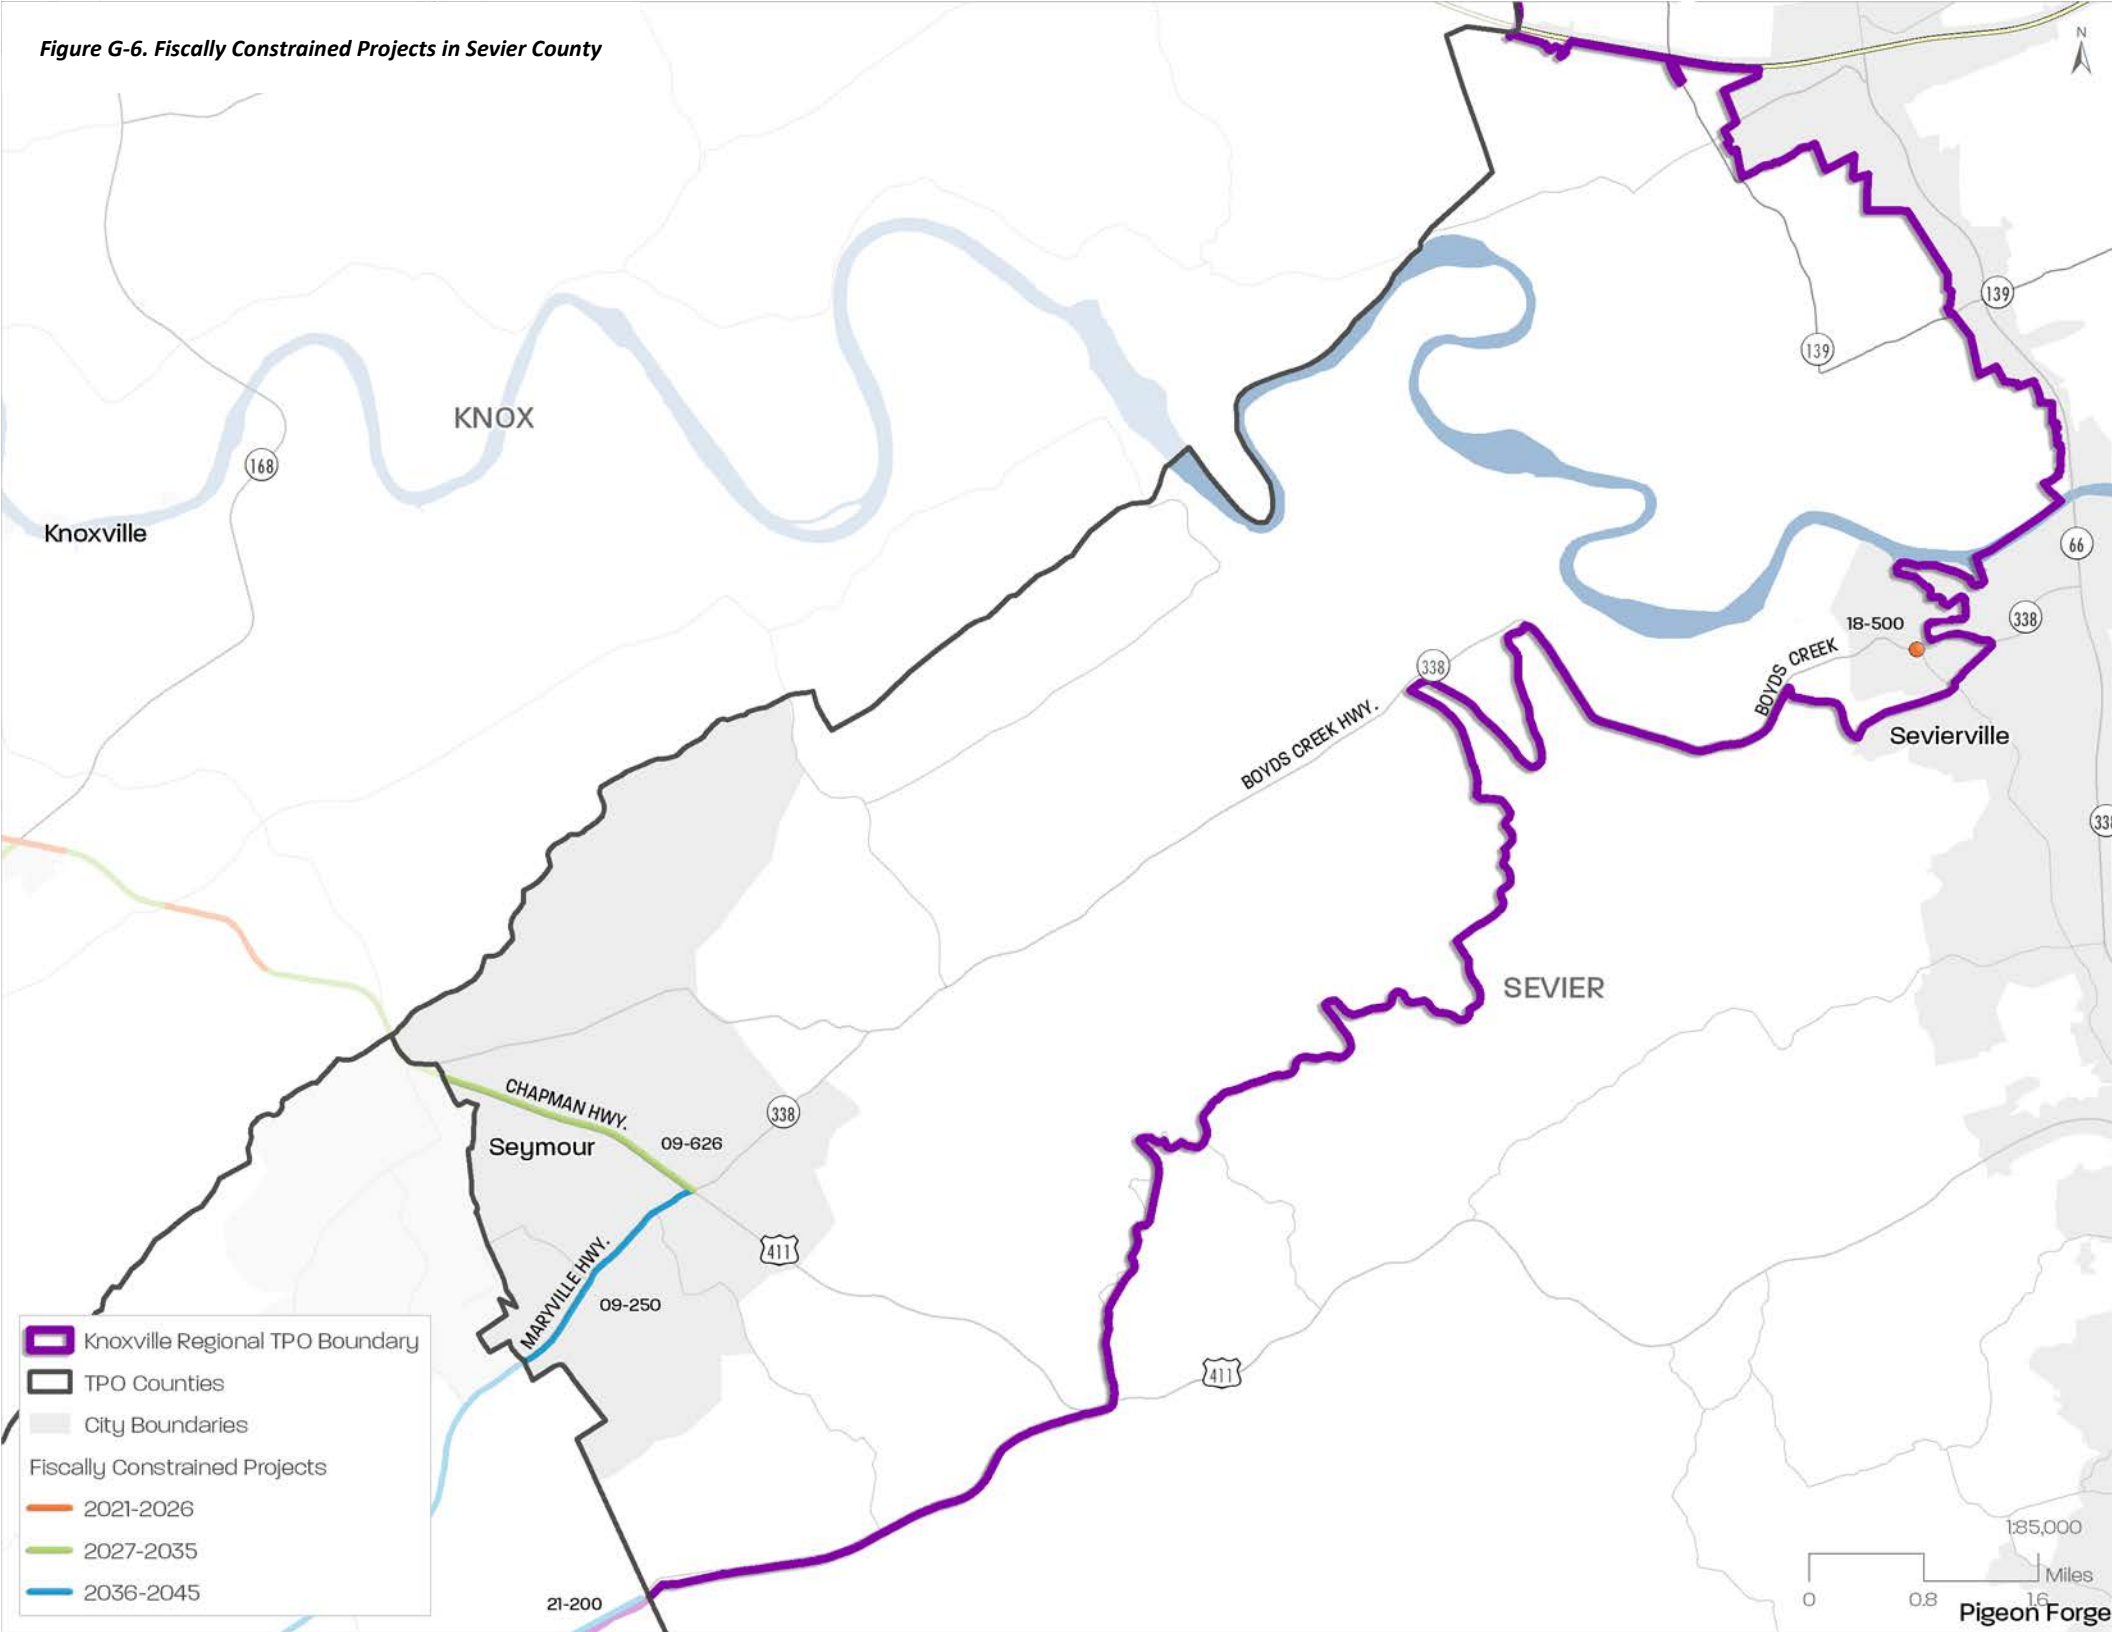 Figure G-6. Fiscally Constrained Projects in Sevier County
N
139
139
KNOX
168
Knoxville
66
338
18-500
BOYDS CREEK
338
BOYDS CREEK HWY.
Sevierville
338
SEVIER
CHAPMAN HWY.
338
Seymour
09-626
411
MARYVILLE HWY.
09-250
411
Knoxville Regional TPO Boundary
TPO Counties
City Boundaries
Fiscally Constrained Projects
2021-2026
2027-2035
2036-2045
21-200
1:85,000
Miles
0 0.8 1.6
Pigeon Forge